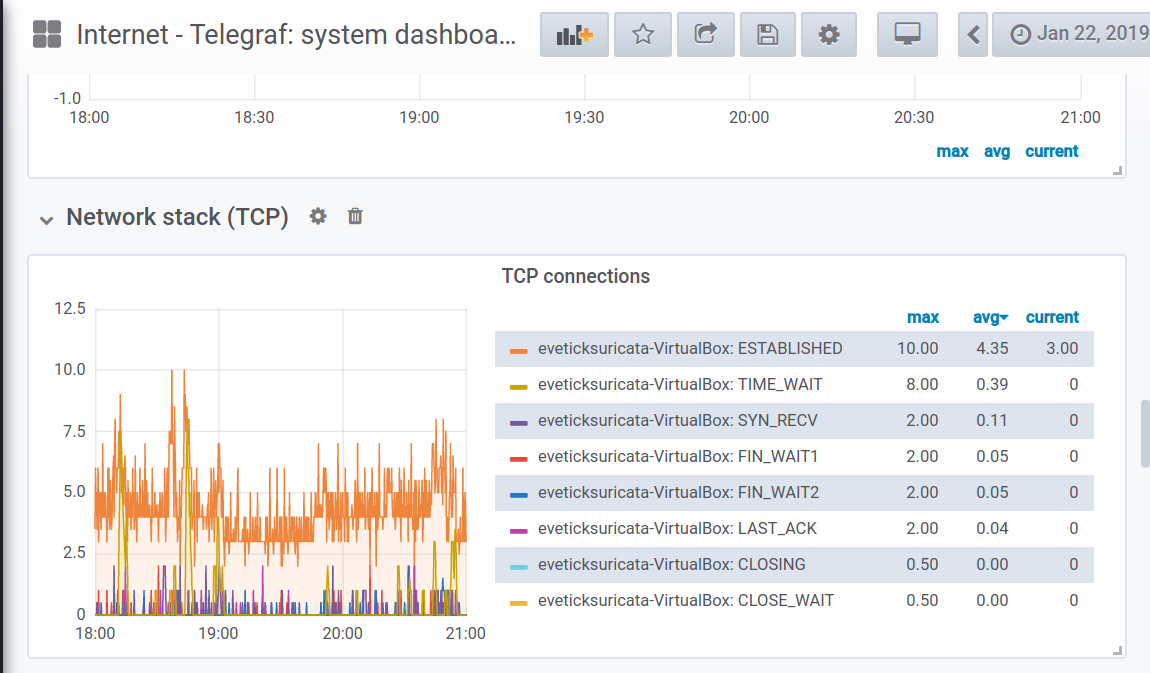 Internet - Telegraf: system dashboa... Jan 22, 2019
-1.0
18:00 18:30 19:00 19:30 20:00 20:30 21:00
max avg current
Network stack (TCP)
TCP connections
12.5
10.0
7.5
5.0
2.5
0
18:00 19:00 20:00 21:00
max avg current
eveticksuricata-VirtualBox: ESTABLISHED 10.00 4.35 3.00
eveticksuricata-VirtualBox: TIME_WAIT 8.00 0.39 0
eveticksuricata-VirtualBox: SYN_RECV 2.00 0.11 0
eveticksuricata-VirtualBox: FIN_WAIT1 2.00 0.05 0
eveticksuricata-VirtualBox: FIN_WAIT2 2.00 0.05 0
eveticksuricata-VirtualBox: LAST_ACK 2.00 0.04 0
eveticksuricata-VirtualBox: CLOSING 0.50 0.00 0
eveticksuricata-VirtualBox: CLOSE_WAIT 0.50 0.00 0